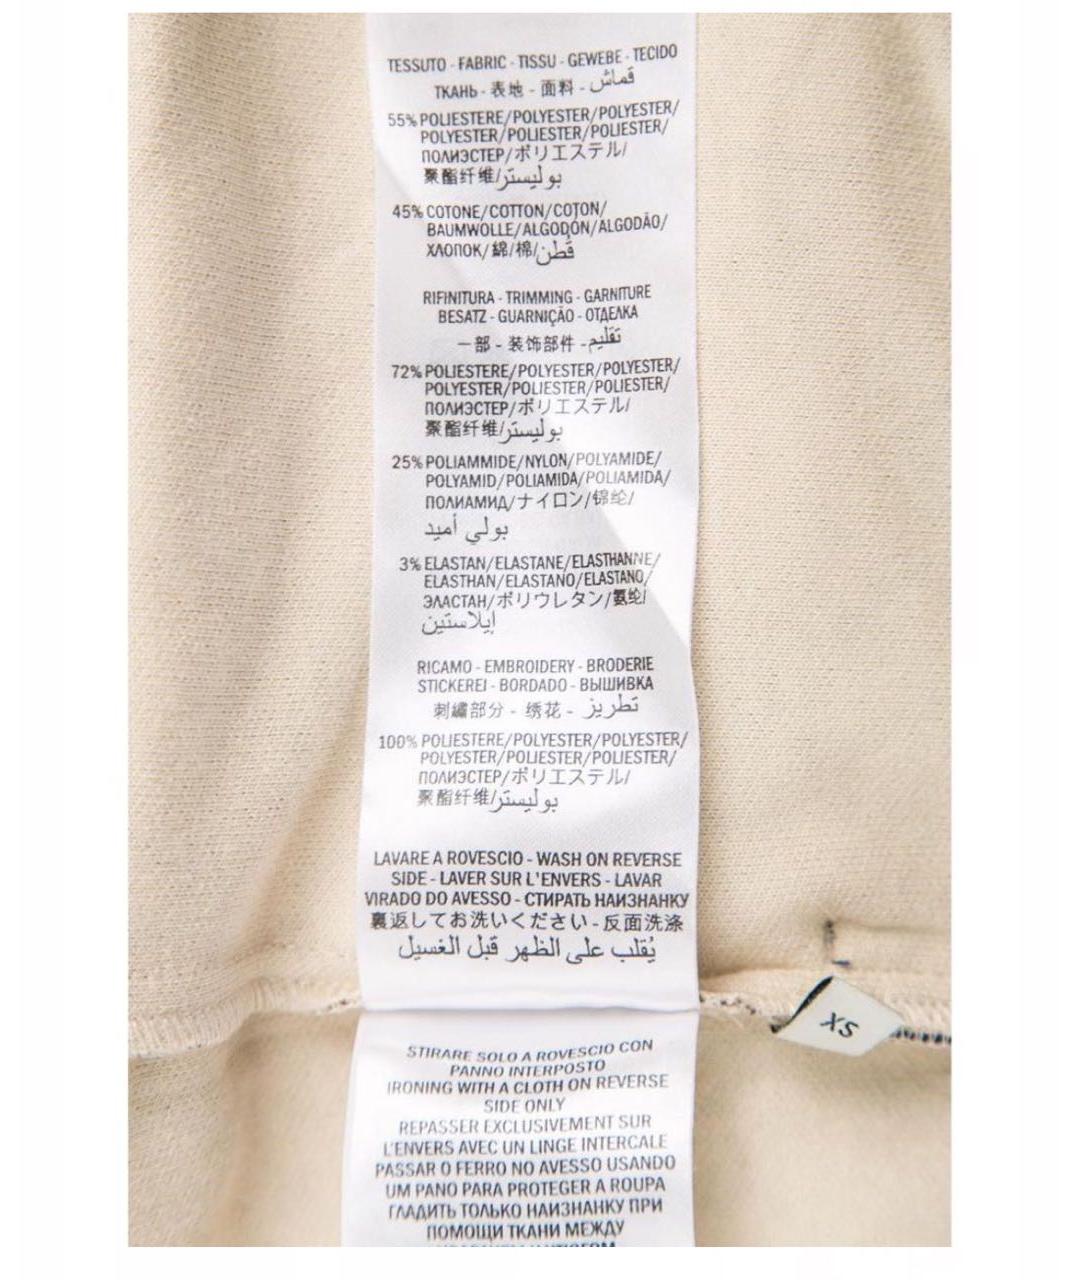 TESSUTO - FABRIC - TISSU - GEWEBE - TECIDO
ТКАНЬ - 表地 - 面料 - قماش
55% POLIESTERE/POLYESTER/POLYESTER/
POLYESTER/POLIESTER/POLIESTER/
ПОЛИЭСТЕР/ポリエステル/
聚酯纤维/بوليستر
45% COTONE/COTTON/COTON/
BAUMWOLLE/ALGODÓN/ALGODÃO/
ХЛОПОК/綿/棉/قُطن
RIFINITURA - TRIMMING - GARNITURE
BESATZ - GUARNIÇÃO - ОТДЕЛКА
一部 - 装饰部件 - تقليم
72% POLIESTERE/POLYESTER/POLYESTER/
POLYESTER/POLIESTER/POLIESTER/
ПОЛИЭСТЕР/ポリエステル/
聚酯纤维/بوليستر
25% POLIAMMIDE/NYLON/POLYAMIDE/
POLYAMID/POLIAMIDA/POLIAMIDA/
ПОЛИАМИД/ナイロン/锦纶/
بولي أميد
3% ELASTAN/ELASTANE/ELASTHANNE/
ELASTHAN/ELASTANO/ELASTANO/
ЭЛАСТАН/ポリウレタン/氨纶/
إيلاستين
RICAMO - EMBROIDERY - BRODERIE
STICKEREI - BORDADO - ВЫШИВКА
刺繍部分 - 绣花 - تطريز
100% POLIESTERE/POLYESTER/POLYESTER/
POLYESTER/POLIESTER/POLIESTER/
ПОЛИЭСТЕР/ポリエステル/
聚酯纤维/بوليستر
LAVARE A ROVESCIO - WASH ON REVERSE
SIDE - LAVER SUR L'ENVERS - LAVAR
VIRADO DO AVESSO - СТИРАТЬ НАИЗНАНКУ
裏返してお洗いください - 反面洗涤
يُقلب على الظهر قبل الغسيل
XS
STIRARE SOLO A ROVESCIO CON
PANNO INTERPOSTO
IRONING WITH A CLOTH ON REVERSE
SIDE ONLY
REPASSER EXCLUSIVEMENT SUR
L'ENVERS AVEC UN LINGE INTERCALE
PASSAR O FERRO NO AVESSO USANDO
UM PANO PARA PROTEGER A ROUPA
ГЛАДИТЬ ТОЛЬКО НАИЗНАНКУ ПРИ
ПОМОЩИ ТКАНИ МЕЖДУ